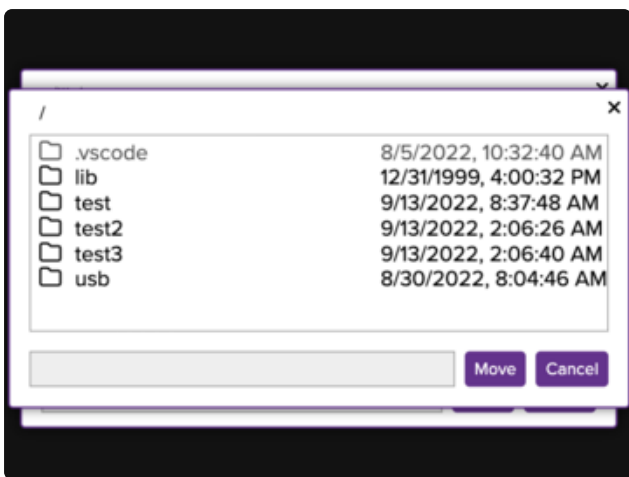 /
×
.vscode 8/5/2022, 10:32:40 AM
lib 12/31/1999, 4:00:32 PM
test 9/13/2022, 8:37:48 AM
test2 9/13/2022, 2:06:26 AM
test3 9/13/2022, 2:06:40 AM
usb 8/30/2022, 8:04:46 AM
Move Cancel